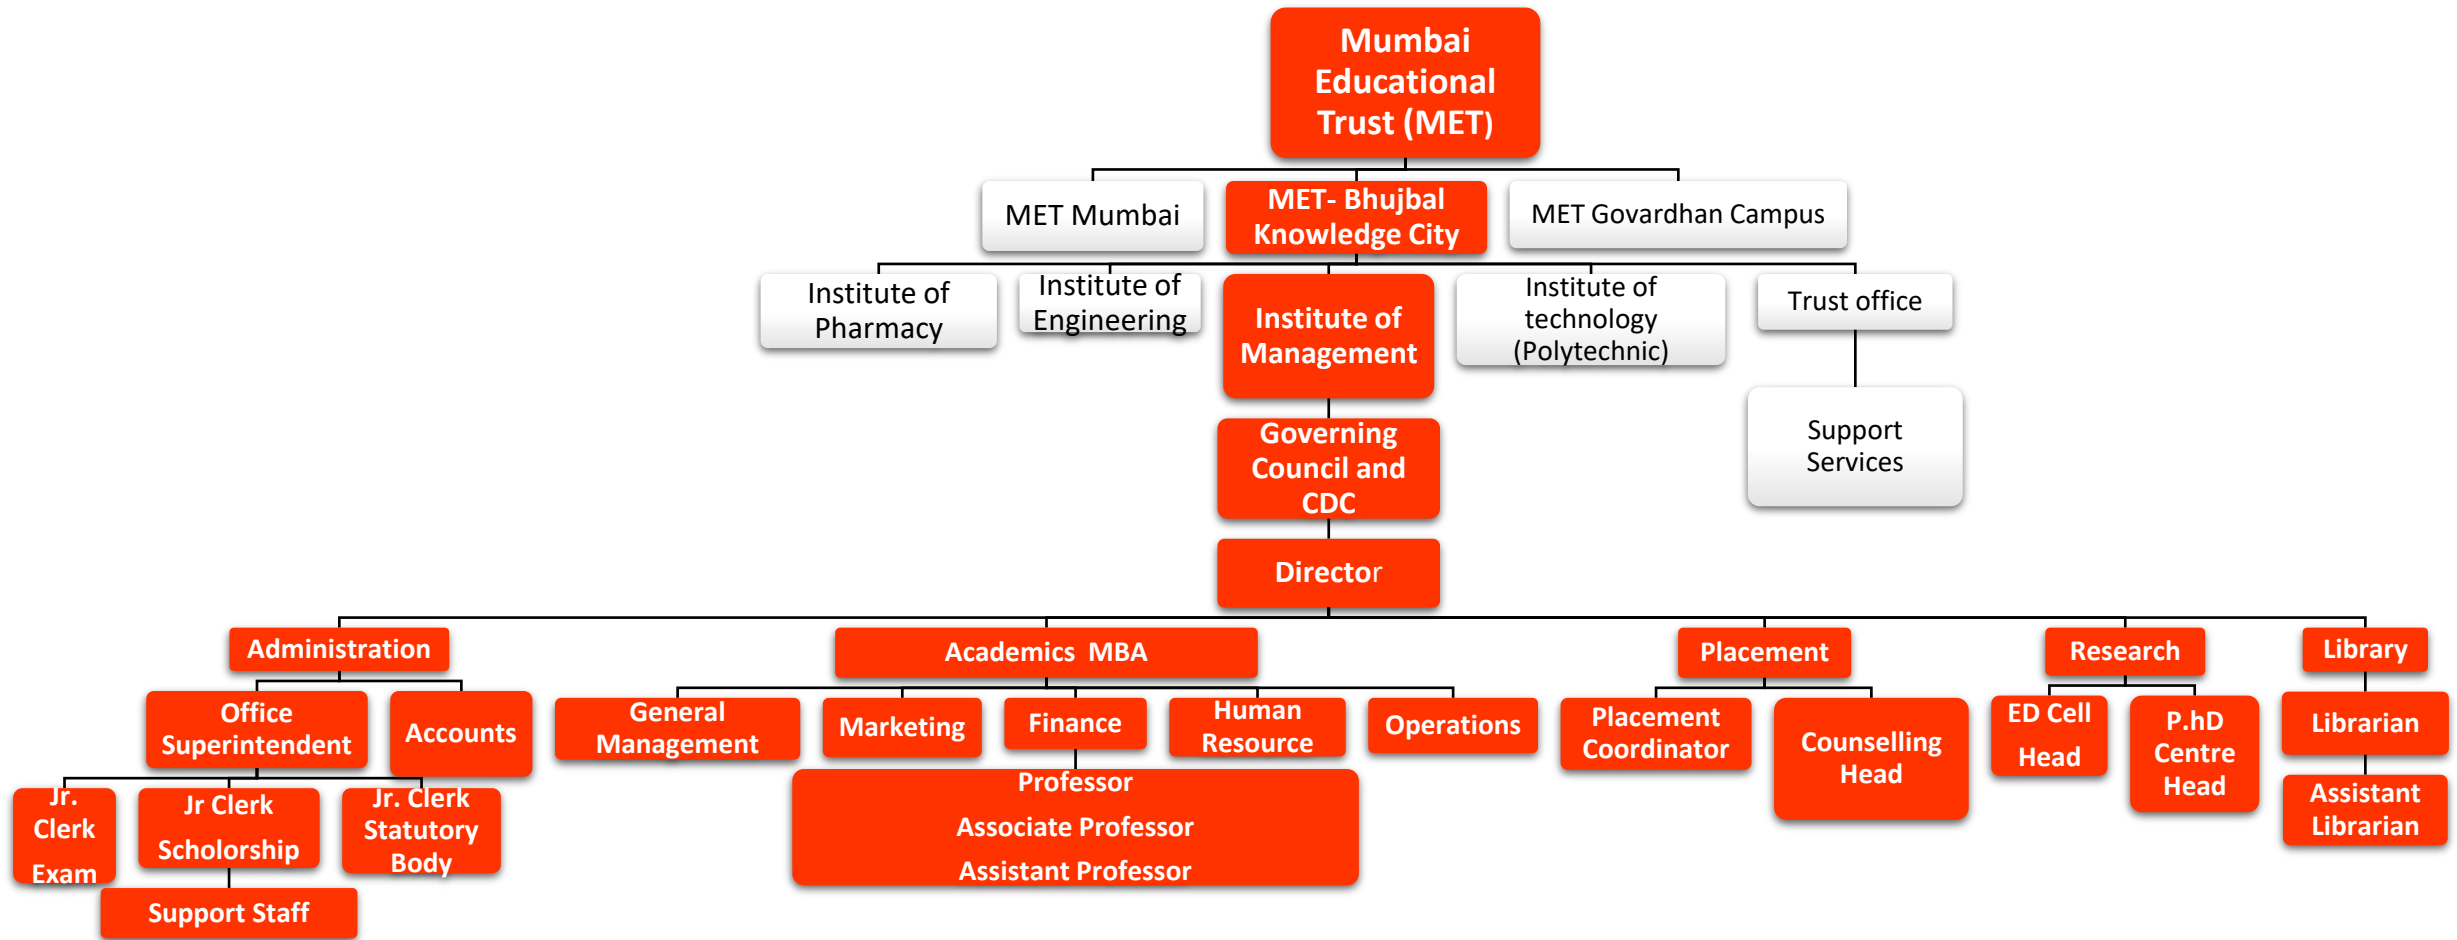 Mumbai
Educational
Trust (MET)
MET Mumbai
MET- Bhujbal
Knowledge City
MET Govardhan Campus
Institute of
Pharmacy
Institute of
Engineering
Institute of
Management
Institute of
technology
(Polytechnic)
Trust office
Support
Services
Governing
Council and
CDC
Director
Administration
Academics  MBA
Placement
Research
Library
Office
Superintendent
Accounts
General
Management
Marketing
Finance
Human
Resource
Operations
Placement
Coordinator
Counselling
Head
ED Cell
Head
P.hD
Centre
Head
Librarian
Jr.
Clerk
Exam
Jr Clerk
Scholorship
Jr. Clerk
Statutory
Body
Professor
Associate Professor
Assistant Professor
Assistant
Librarian
Support Staff